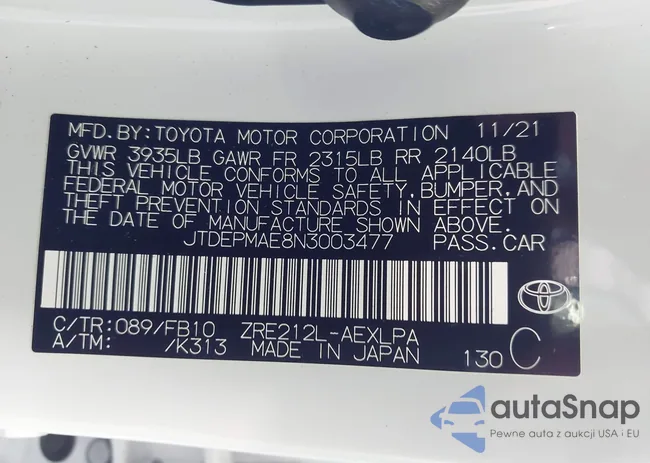 MFD.BY:TOYOTA MOTOR CORPORATION 11/21
GVWR 3935LB GAWR FR 2315LB RR 2140LB
THIS VEHICLE CONFORMS TO ALL APPLICABLE
FEDERAL MOTOR VEHICLE SAFETY,BUMPER,AND
THEFT PREVENTION STANDARDS IN EFFECT ON
THE DATE OF MANUFACTURE SHOWN ABOVE.
JTDEPMAE8N3003477 PASS.CAR
C/TR:089/FB10 ZRE212L-AEXLPA
A/TM: /K313 MADE IN JAPAN 130 C
autaSnap
Pewne auta z aukcji USA i EU